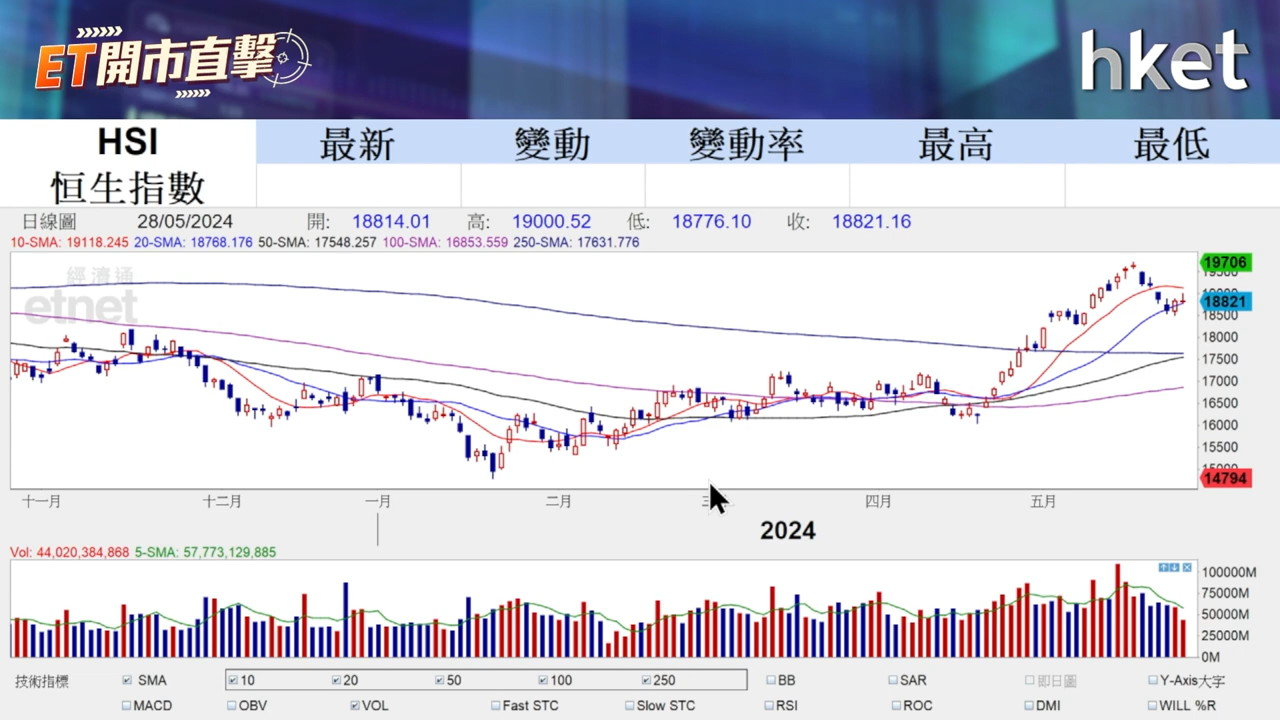 ET開市直擊
hket
HSI 最新 變動 變動率 最高 最低
恒生指數
日線圖 28/05/2024 開: 18814.01 高: 19000.52 低: 18776.10 收: 18821.16
10-SMA: 19118.245 20-SMA: 18768.176 50-SMA: 17548.257 100-SMA: 16853.559 250-SMA: 17631.776
經濟通
etnet
19706
18821
18500
18000
17500
17000
16500
16000
15500
14794
十一月 十二月 一月 二月 四月 五月
2024
Vol: 44,020,384,868 5-SMA: 57,773,129,885
100000M
75000M
50000M
25000M
0M
技術指標 SMA 10 20 50 100 250 BB SAR 即日圖 Y-Axis大字
MACD OBV VOL Fast STC Slow STC RSI ROC DMI WILL %R